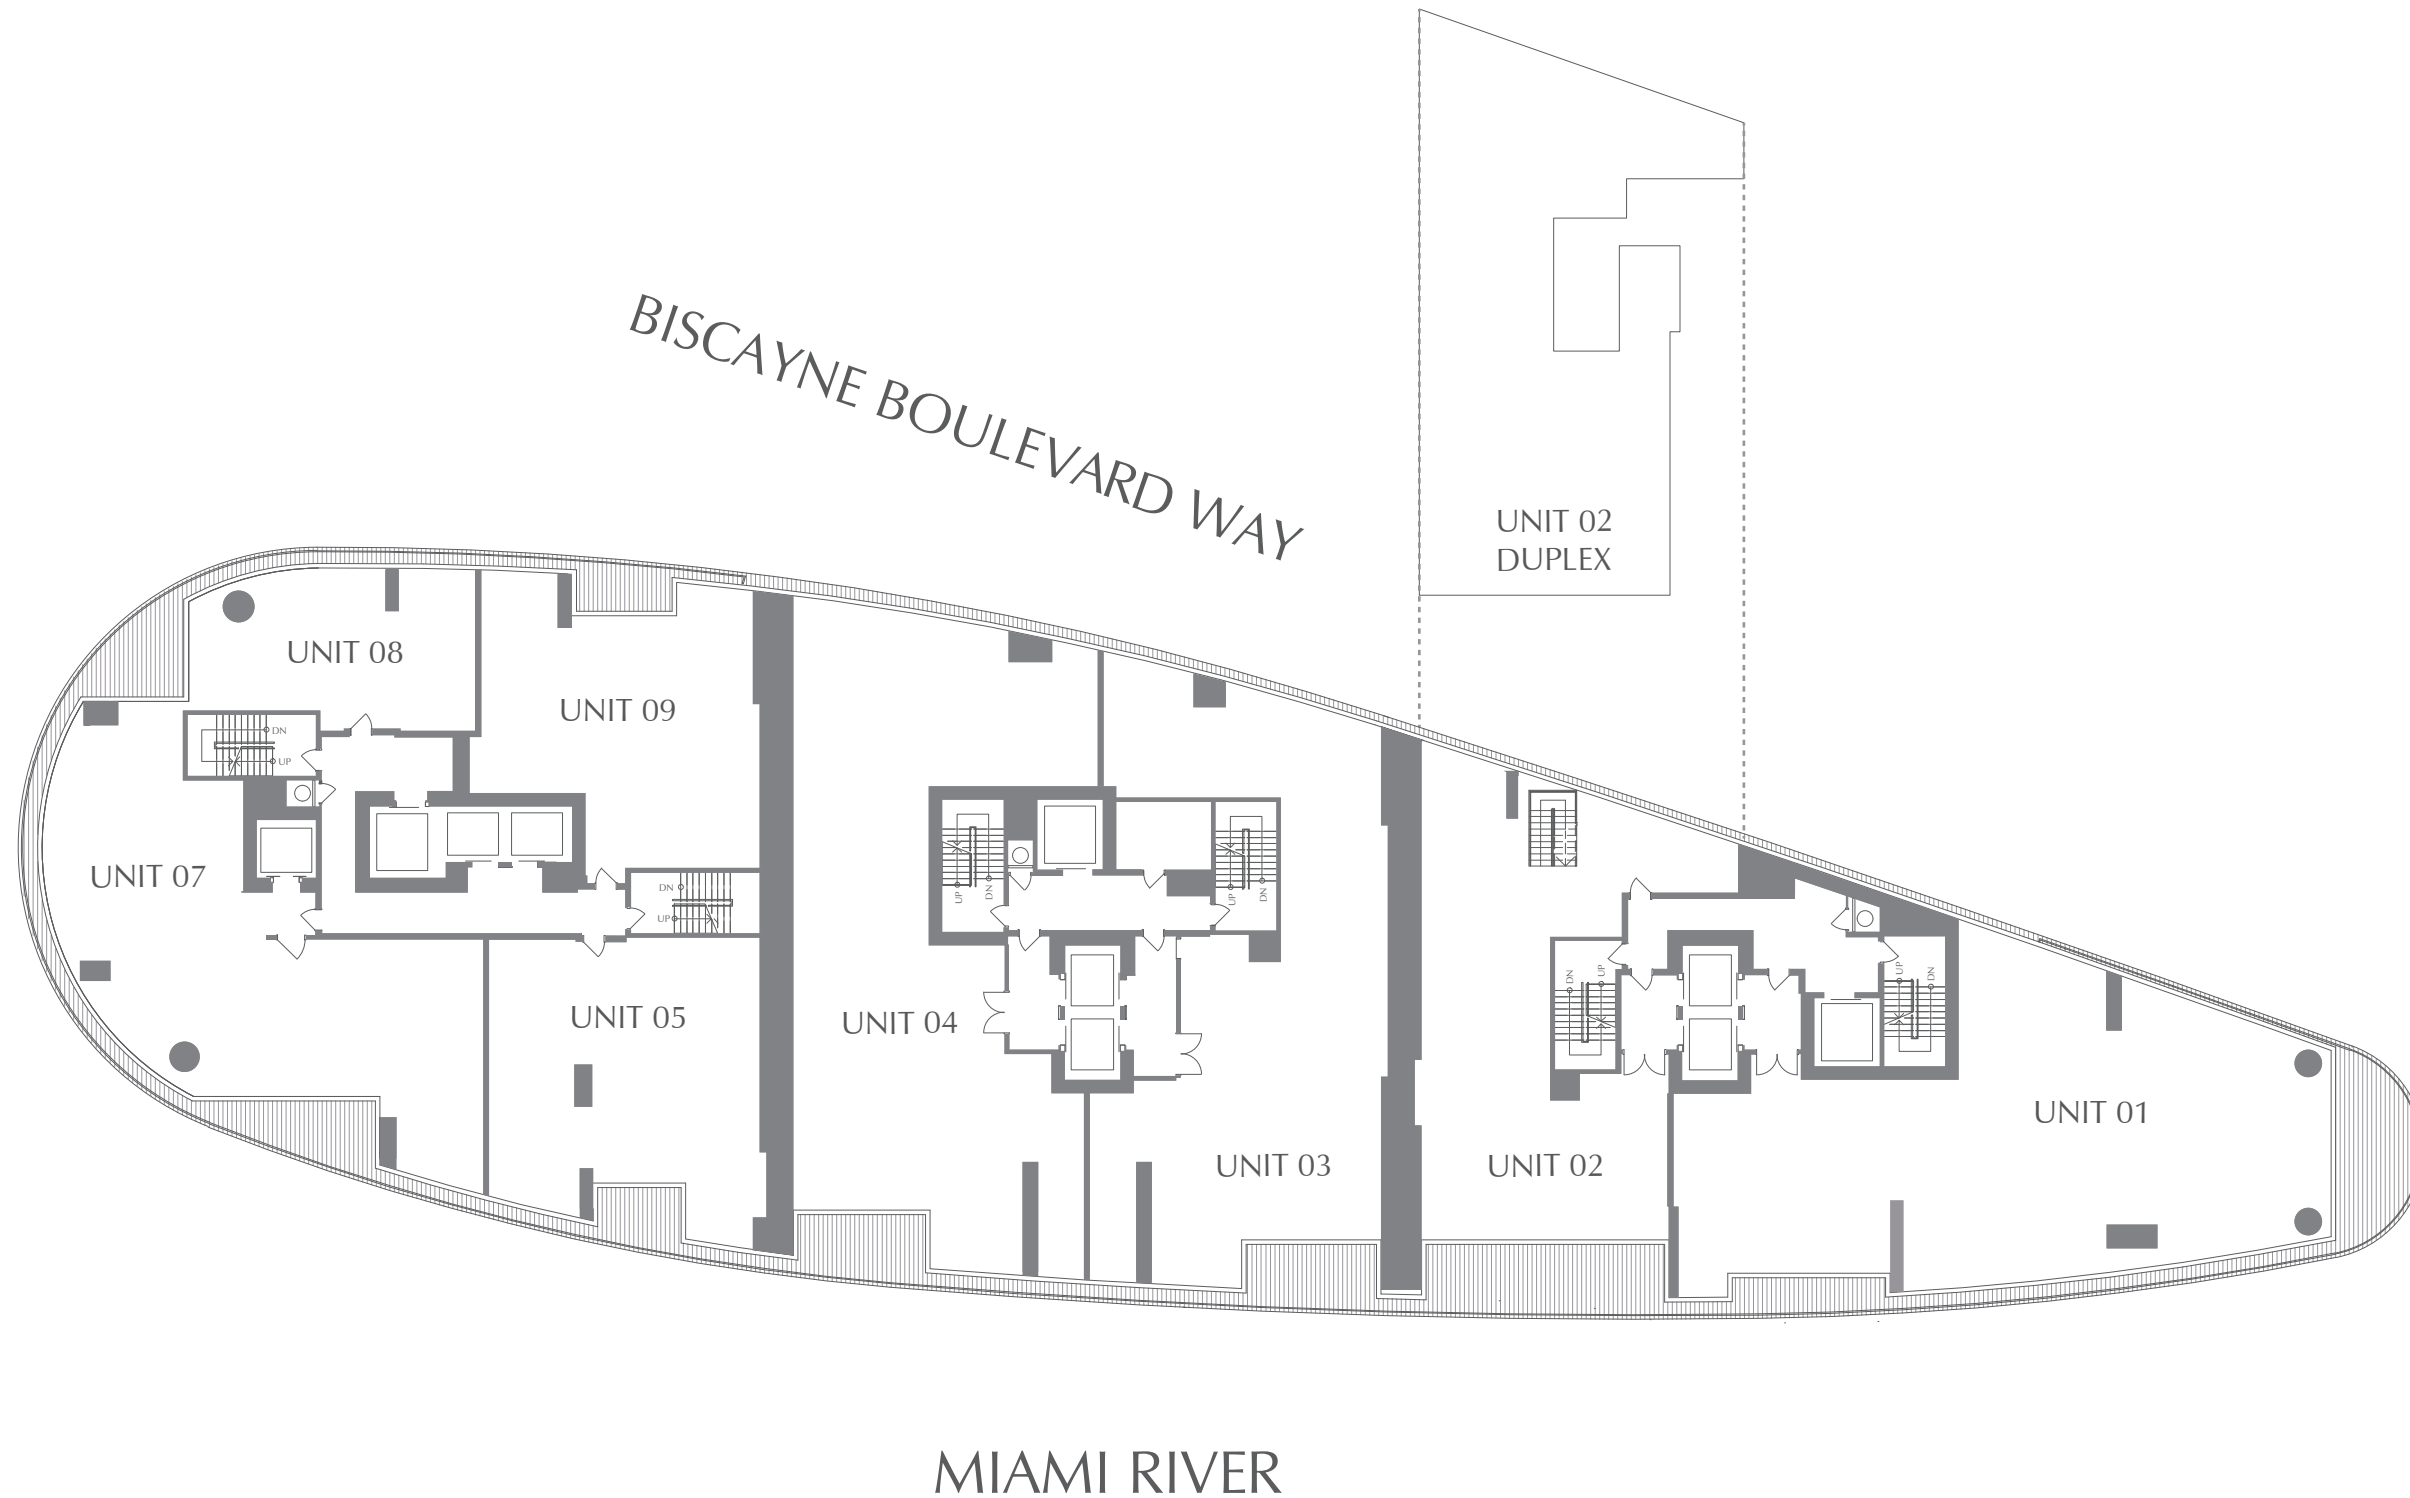 BISCAYNE BOULEVARD WAY
UNIT 02
DUPLEX
UNIT 08
UNIT 09
DN
UP
UNIT 07
DN
UP
UP
DN
UP
DN
DN
UP
UP
DN
UNIT 05
UNIT 04
UNIT 03
UNIT 02
UNIT 01
MIAMI RIVER